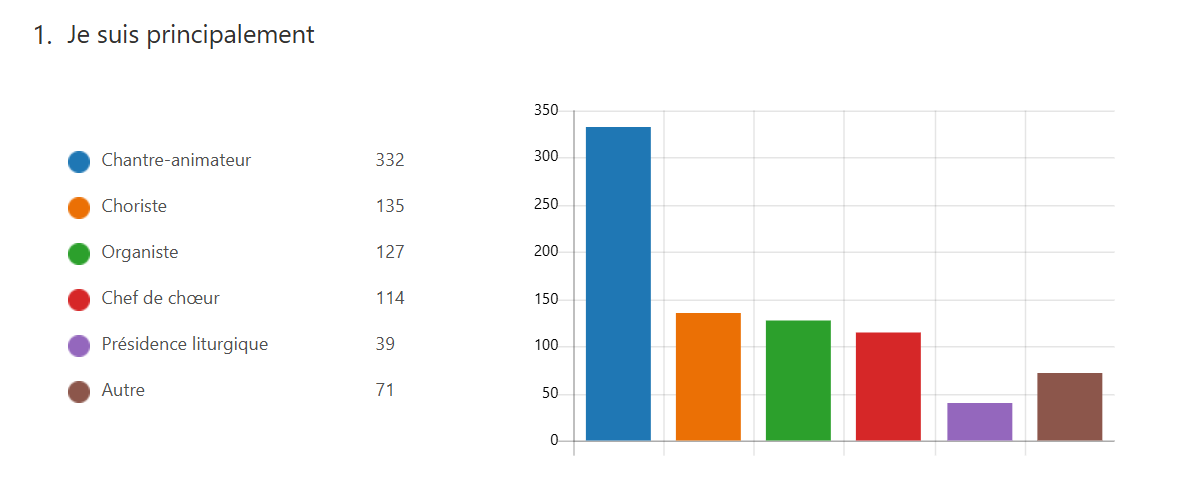 1. Je suis principalement
Chantre-animateur 332
Choriste 135
Organiste 127
Chef de chœur 114
Présidence liturgique 39
Autre 71
350
300
250
200
150
100
50
0